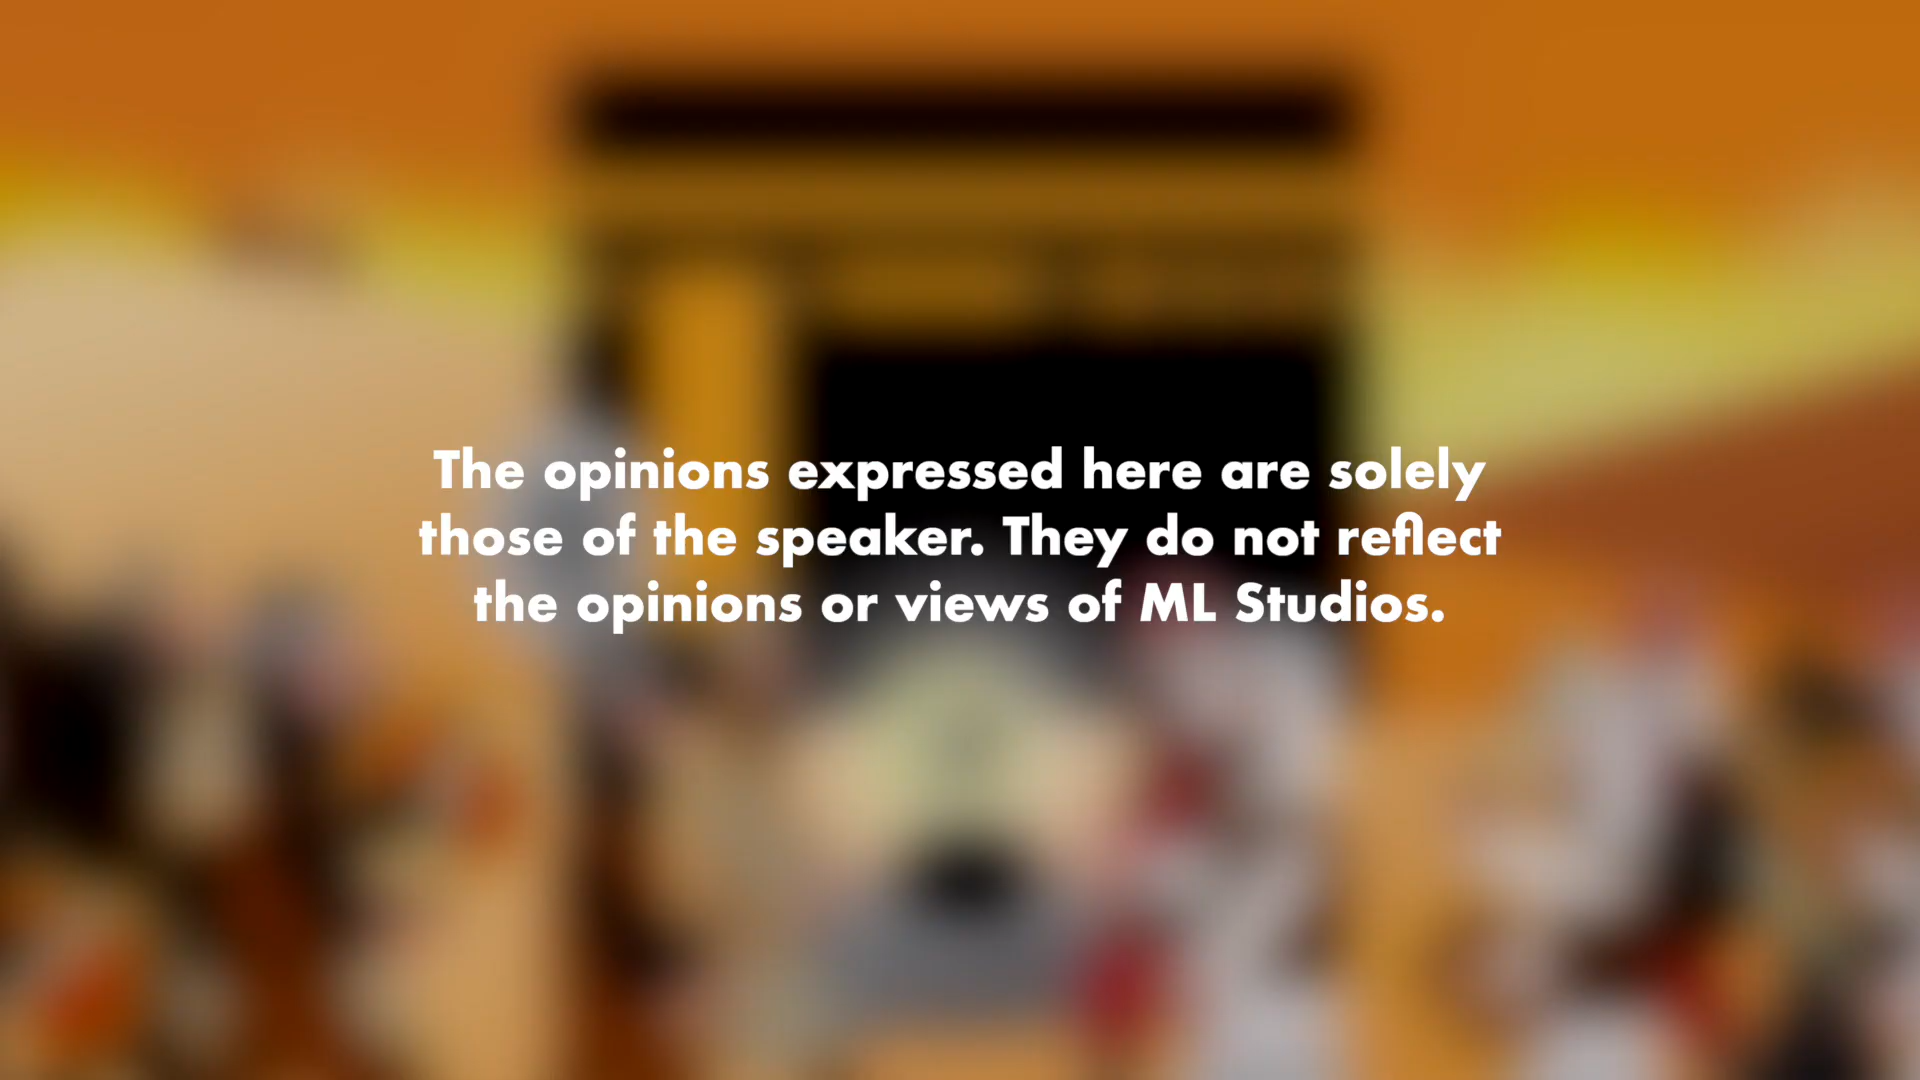 The opinions expressed here are solely
those of the speaker. They do not reflect
the opinions or views of ML Studios.